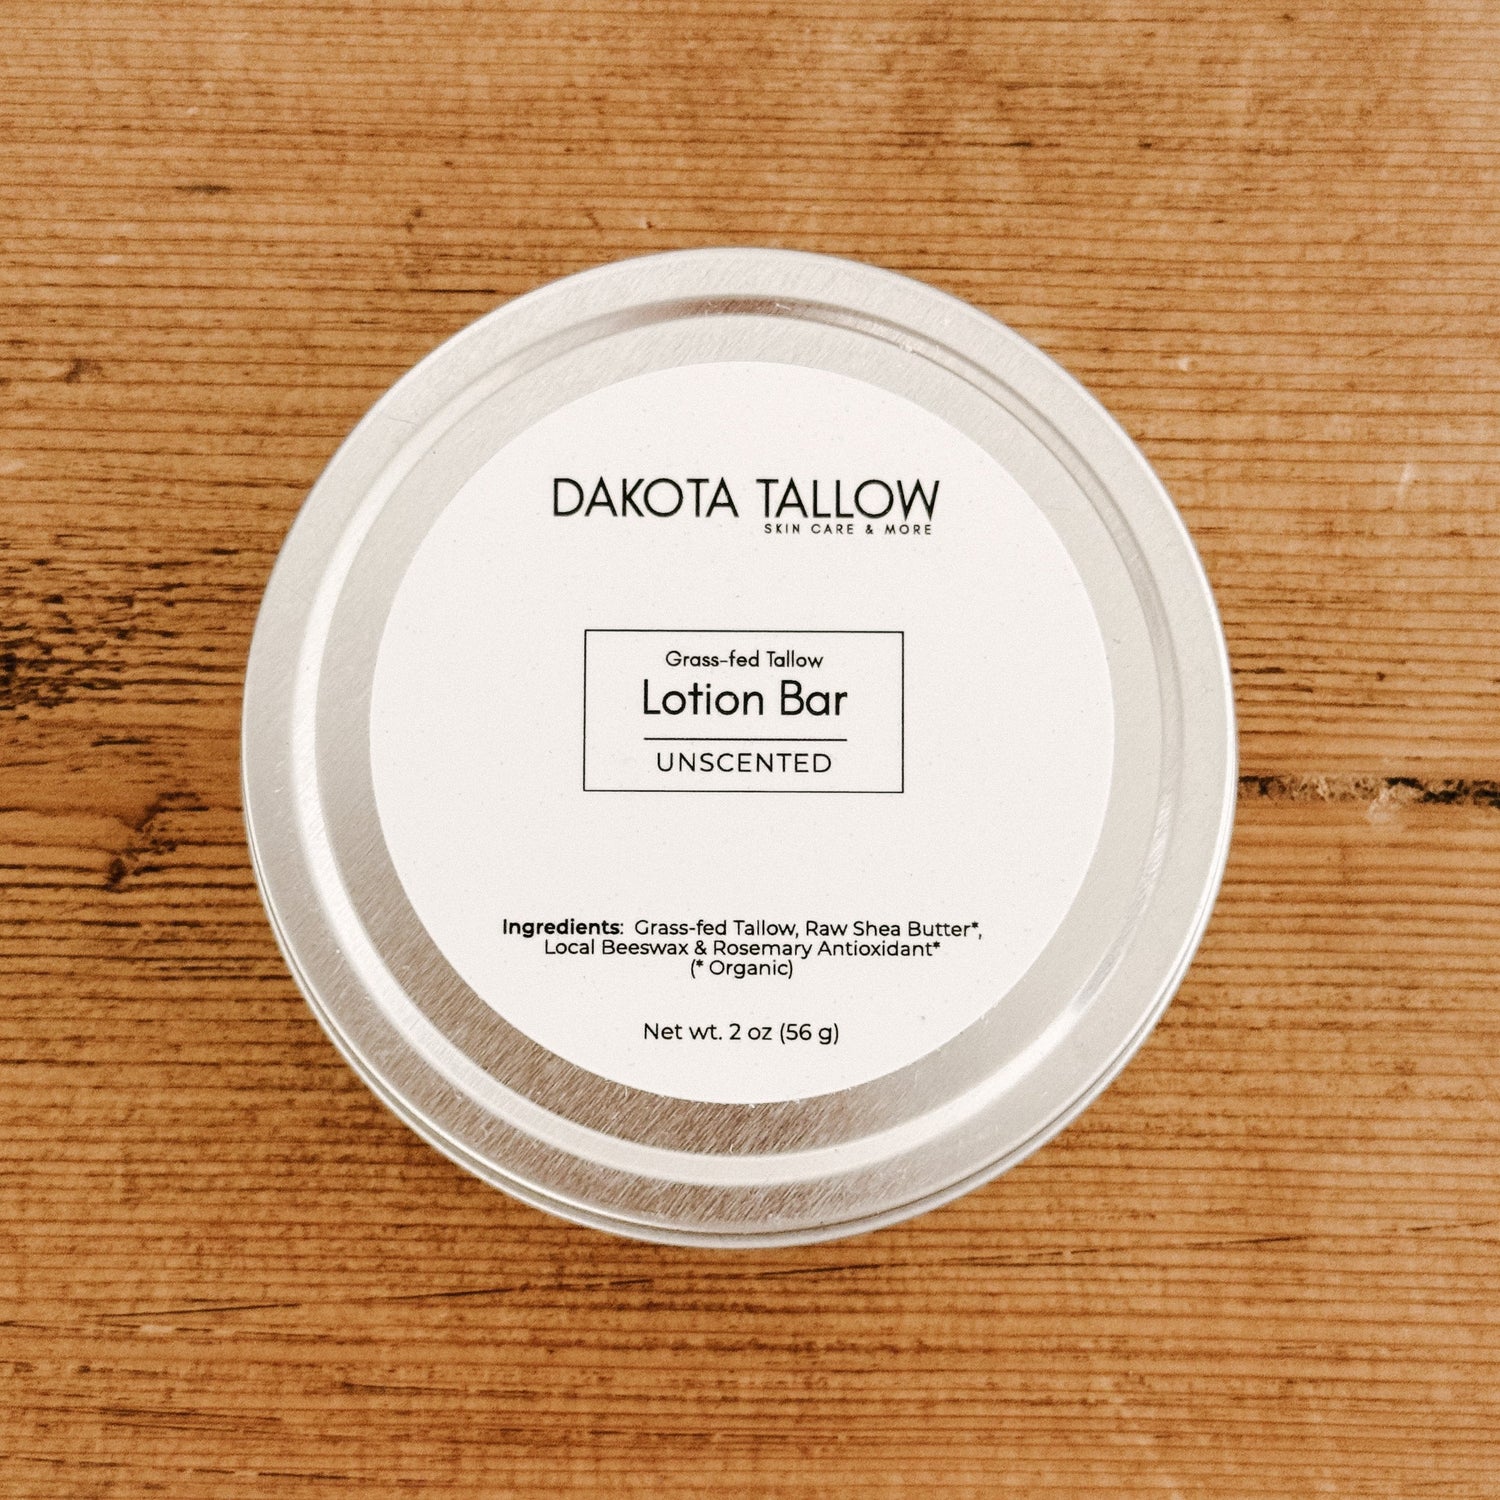 DAKOTA TALLOW
SKIN CARE & MORE
Grass-fed Tallow
Lotion Bar
UNSCENTED
Ingredients: Grass-fed Tallow, Raw Shea Butter*,
Local Beeswax & Rosemary Antioxidant*
(* Organic)
Net wt. 2 oz (56 g)